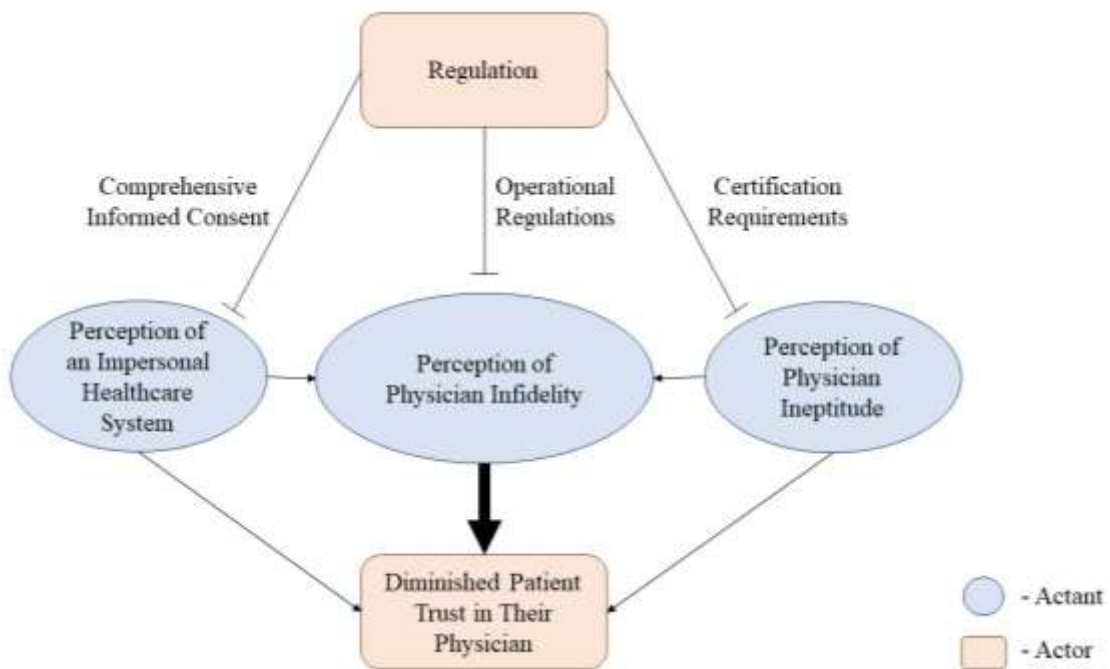 Regulation
Comprehensive
Informed Consent
Operational
Regulations
Certification
Requirements
Perception of
an Impersonal
Healthcare
System
Perception of
Physician Infidelity
Perception of
Physician
Ineptitude
Diminished Patient
Trust in Their
Physician
- Actant
- Actor